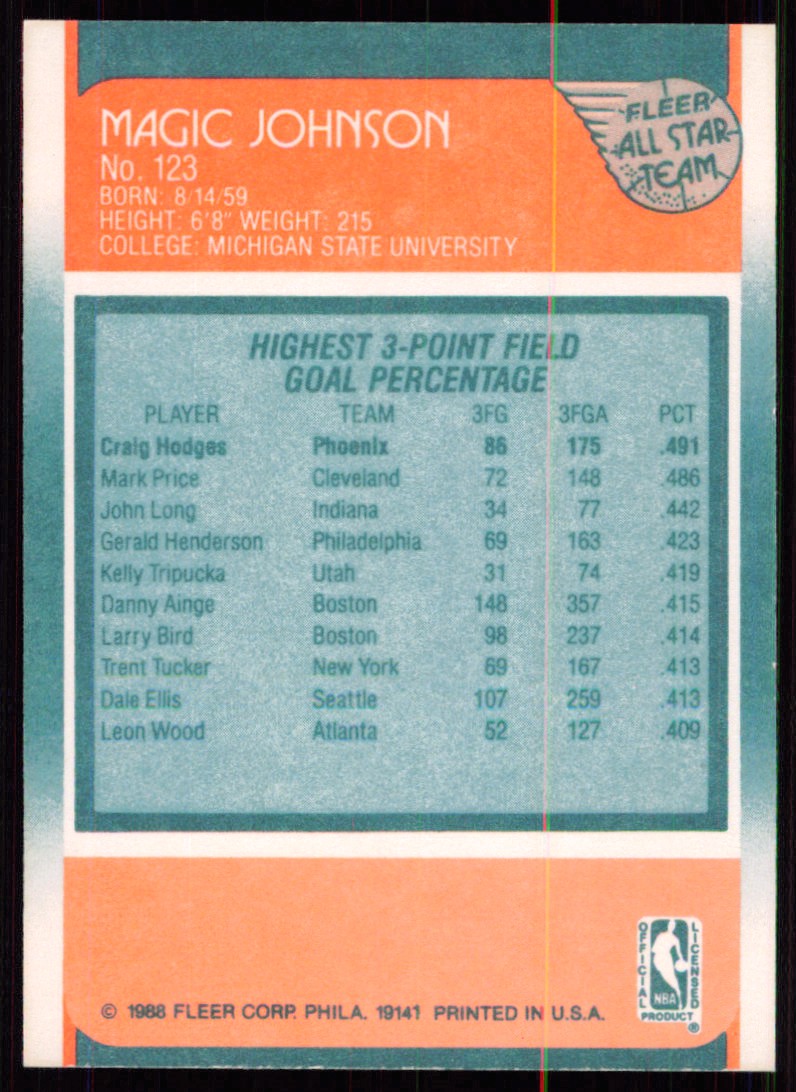 MAGIC JOHNSON
No. 123
BORN: 8/14/59
HEIGHT: 6'8" WEIGHT: 215
COLLEGE: MICHIGAN STATE UNIVERSITY
FLEER
ALL STAR
TEAM
HIGHEST 3-POINT FIELD
GOAL PERCENTAGE
PLAYER TEAM 3FG 3FGA PCT
Craig Hodges Phoenix 86 175 .491
Mark Price Cleveland 72 148 .486
John Long Indiana 34 77 .442
Gerald Henderson Philadelphia 69 163 .423
Kelly Tripucka Utah 31 74 .419
Danny Ainge Boston 148 357 .415
Larry Bird Boston 98 237 .414
Trent Tucker New York 69 167 .413
Dale Ellis Seattle 107 259 .413
Leon Wood Atlanta 52 127 .409
OFFICIAL
LICENSED
NBA
PRODUCT
®
© 1988 FLEER CORP. PHILA. 19141 PRINTED IN U.S.A.